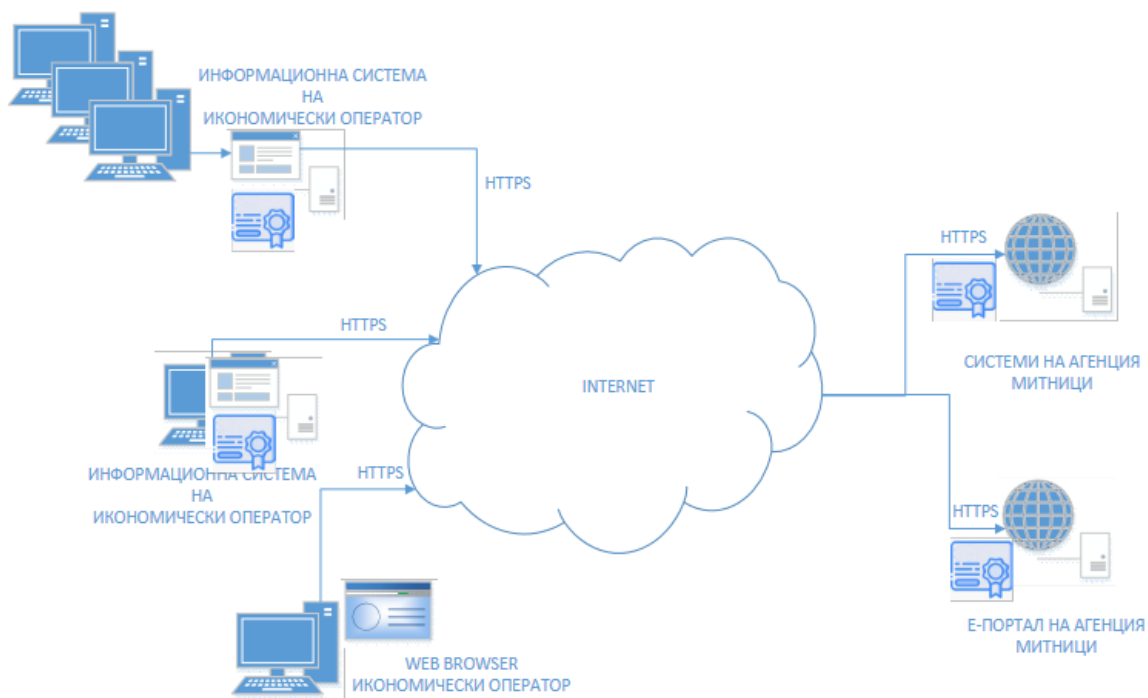 ИНФОРМАЦИОННА СИСТЕМА
НА
ИКОНОМИЧЕСКИ ОПЕРАТОР
HTTPS
HTTPS
ИНФОРМАЦИОННА СИСТЕМА
НА
ИКОНОМИЧЕСКИ ОПЕРАТОР
HTTPS
WEB BROWSER
ИКОНОМИЧЕСКИ ОПЕРАТОР
INTERNET
HTTPS
СИСТЕМИ НА АГЕНЦИЯ
МИТНИЦИ
HTTPS
Е-ПОРТАЛ НА АГЕНЦИЯ
МИТНИЦИ